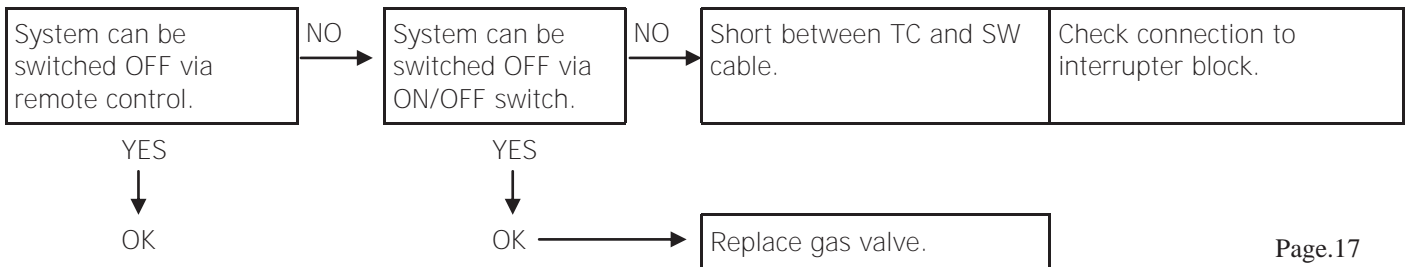 System can be
switched OFF via
remote control.
NO
System can be
switched OFF via
ON/OFF switch.
NO
Short between TC and SW
cable.
Check connection to
interrupter block.
YES
YES
OK
OK
Replace gas valve.
Page.17